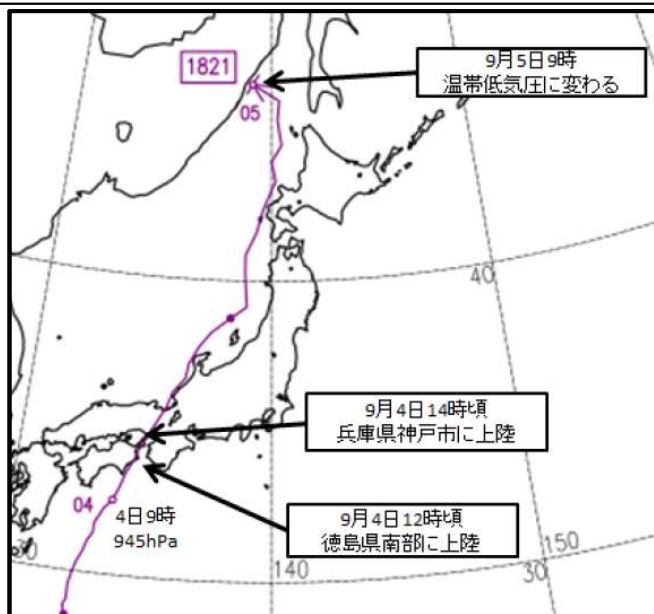 1821
9月5日9時
温帯低気圧に変わる
05
40
9月4日14時頃
兵庫県神戸市に上陸
04
4日9時
945hPa
9月4日12時頃
徳島県南部に上陸
30
140
30
150